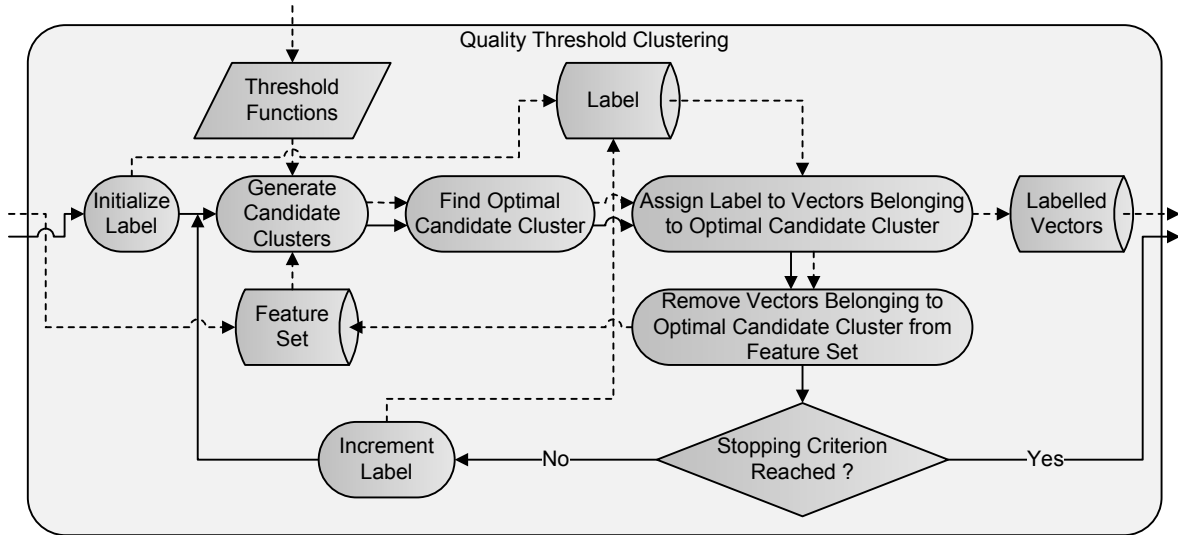 Quality Threshold Clustering
Threshold
Functions
Label
Initialize
Label
Generate
Candidate
Clusters
Find Optimal
Candidate Cluster
Assign Label to Vectors Belonging
to Optimal Candidate Cluster
Labelled
Vectors
Feature
Set
Remove Vectors Belonging to
Optimal Candidate Cluster from
Feature Set
Increment
Label
No
Stopping Criterion
Reached ?
Yes